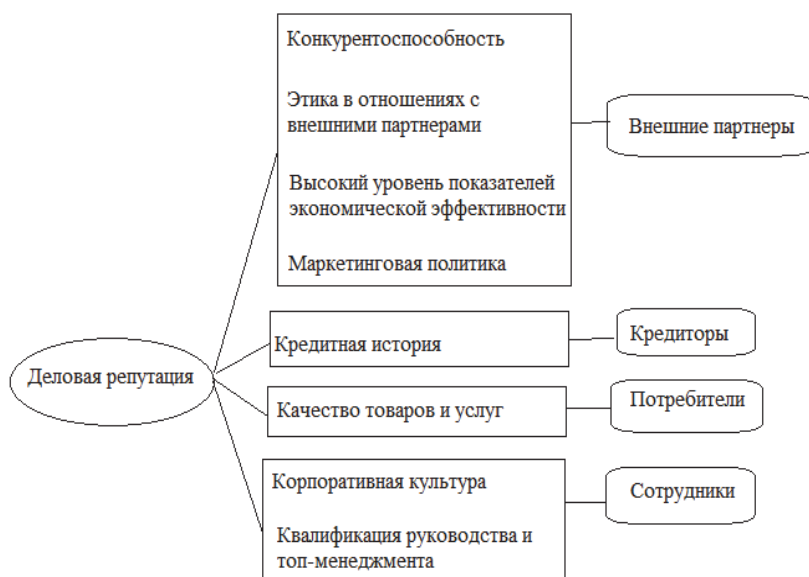 Конкурентоспособность
Этика в отношениях с
внешними партнерами
Высокий уровень показателей
экономической эффективности
Маркетинговая политика
Внешние партнеры
Деловая репутация
Кредитная история
Кредиторы
Качество товаров и услуг
Потребители
Корпоративная культура
Квалификация руководства и
топ-менеджмента
Сотрудники